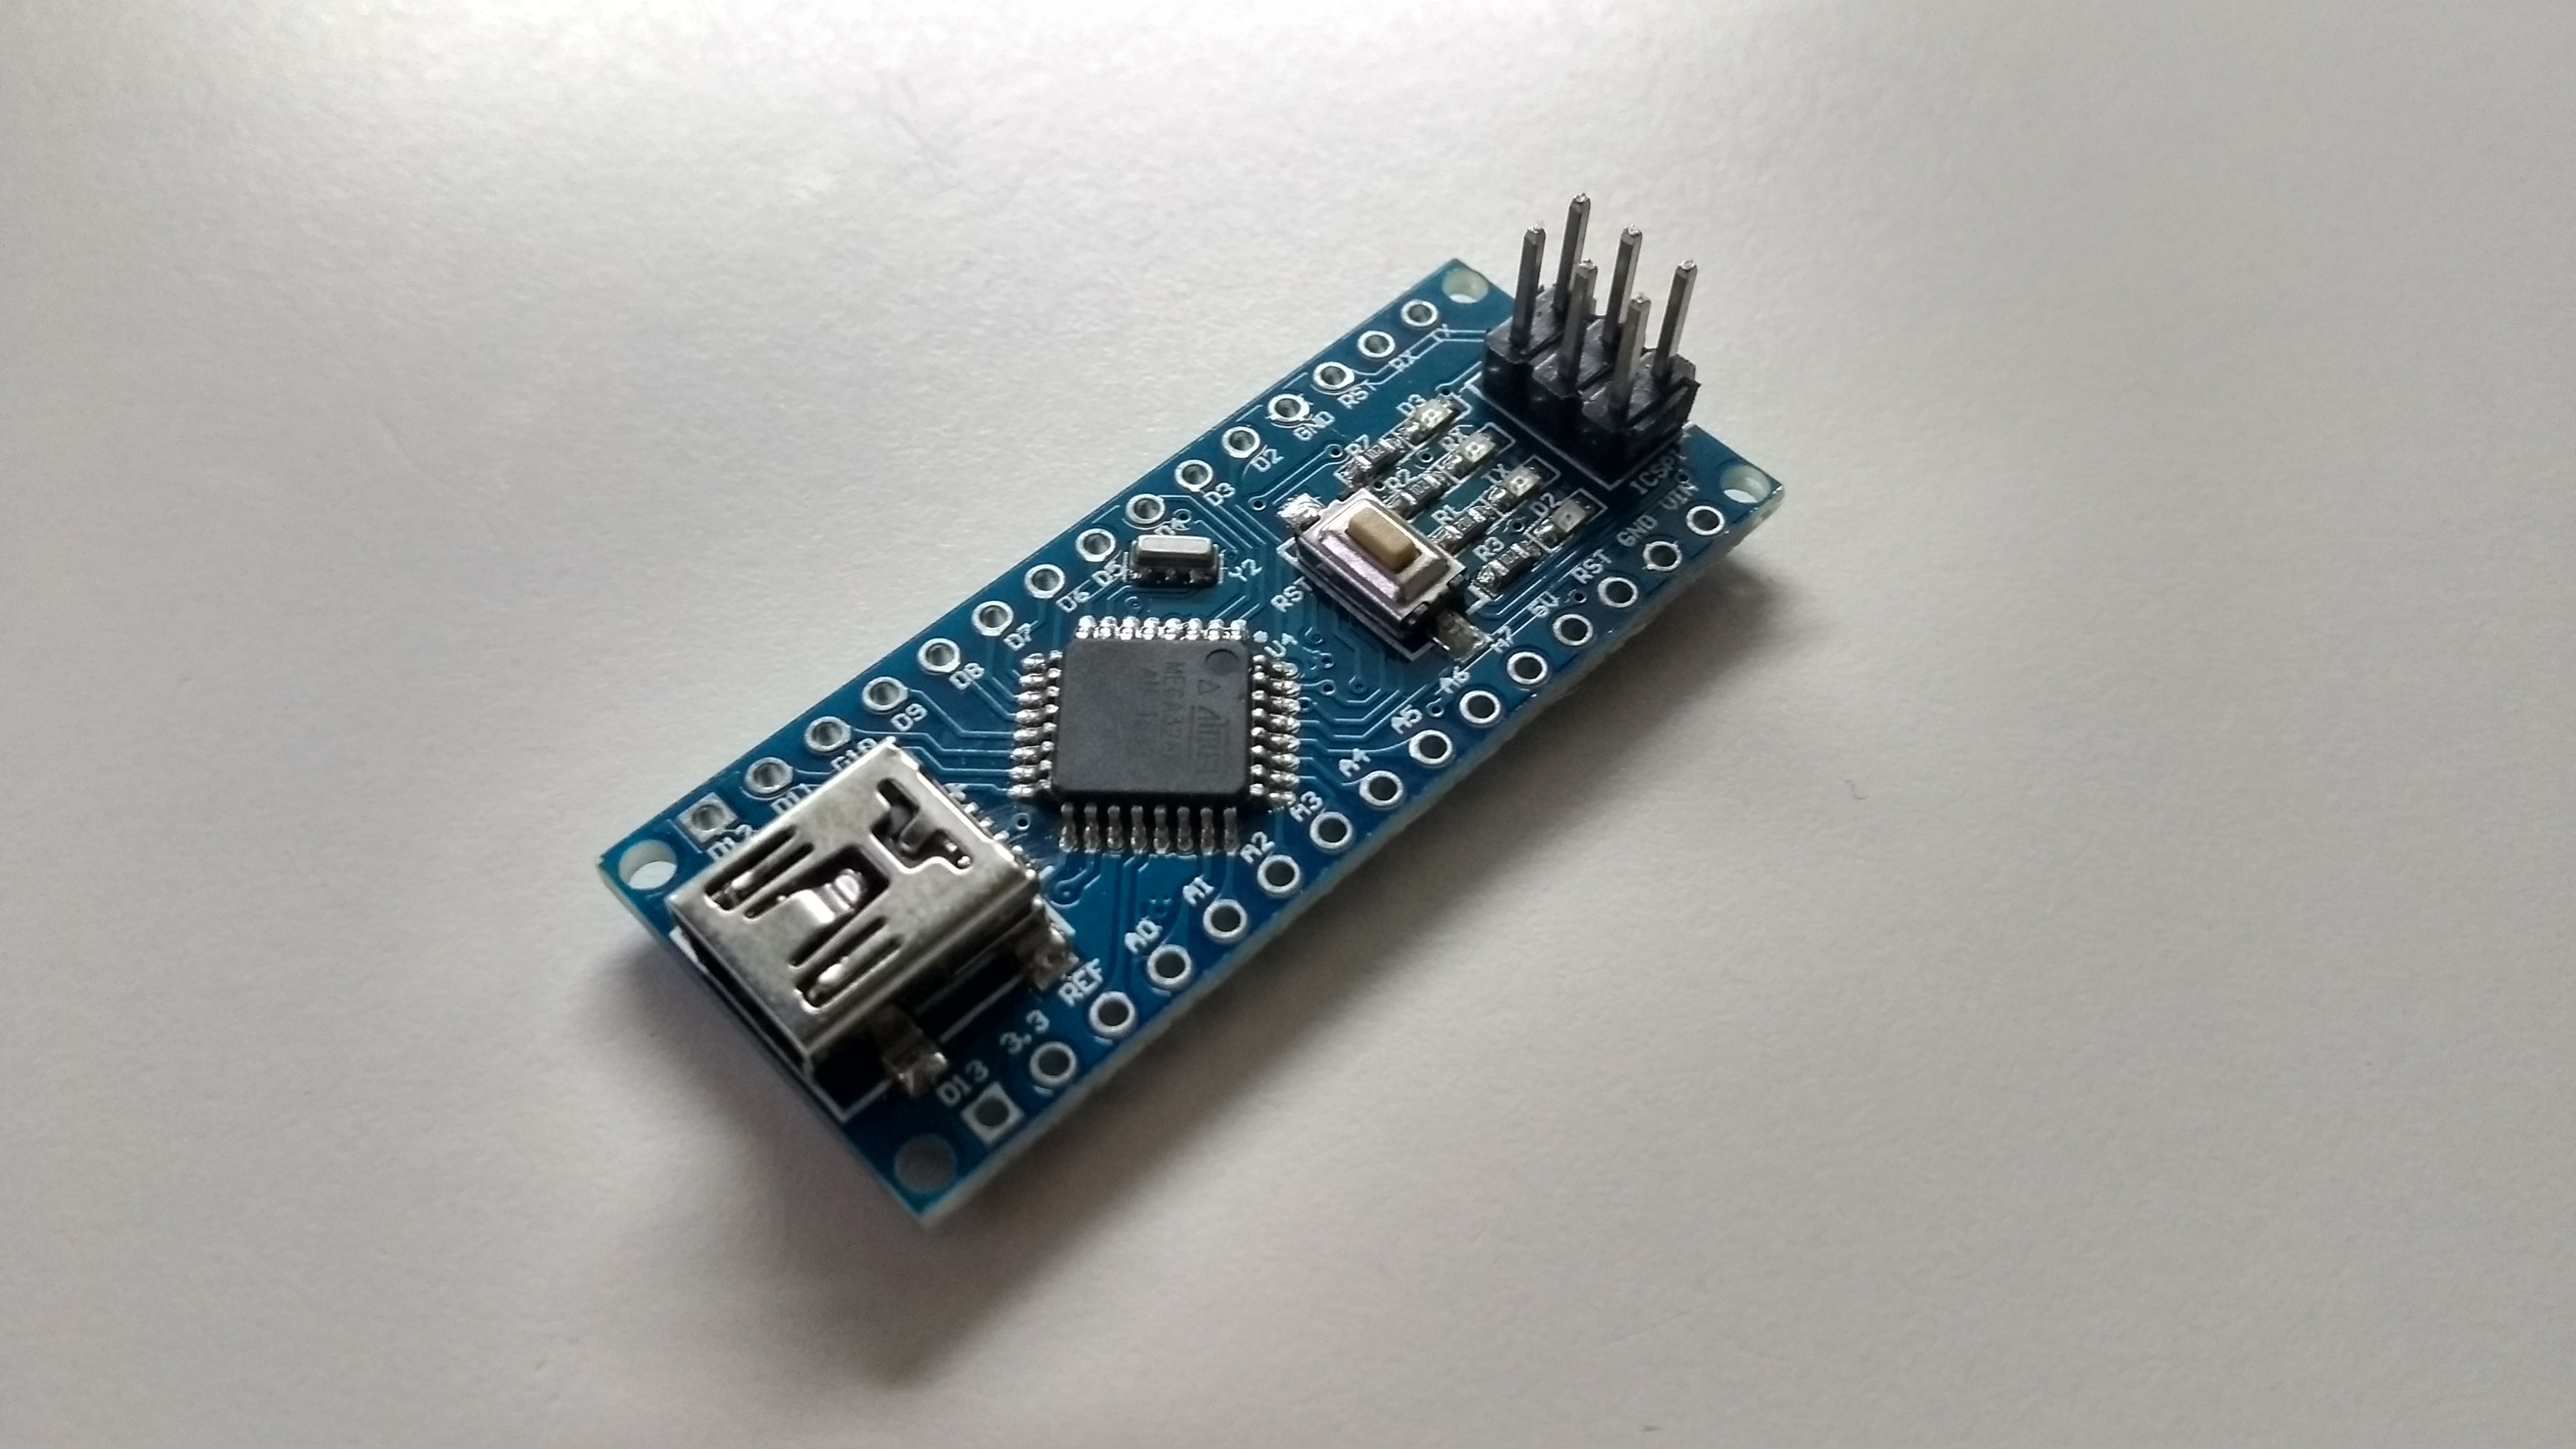 TX
RX
RST
GND
D2
D3
D4
D5
D6
D7
D8
D9
D10
D11
D12
D3
RX
TX
D2
R7
R2
R1
R3
ICSP
RST
Y2
U1
Atmel
VIN
GND
RST
5V
A7
A6
A5
A4
A3
A2
A1
A0
REF
3.3
D13